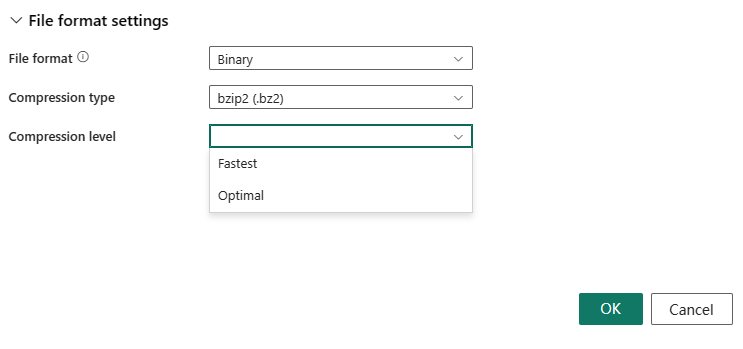 File format settings
File format Binary
Compression type bzip2 (.bz2)
Compression level
Fastest
Optimal
OK Cancel